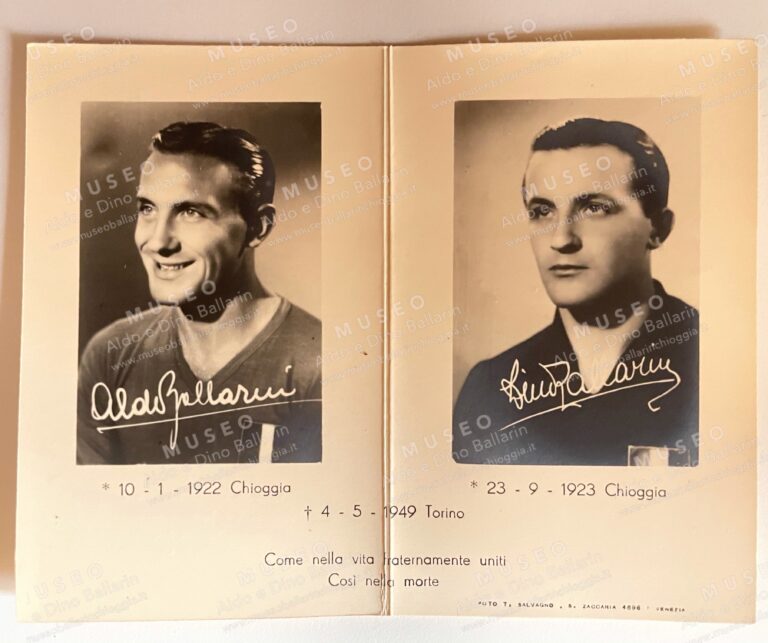 Aldo Ballarin
Dino Ballarin
* 10 - 1 - 1922 Chioggia
* 23 - 9 - 1923 Chioggia
† 4 - 5 - 1949 Torino
Come nella vita fraternamente uniti
Così nella morte
FOTO T. SALVAGNO , S. ZACCARIA 4896 - VENEZIA
MUSEO
Aldo e Dino Ballarin
www.museoballarinchioggia.it